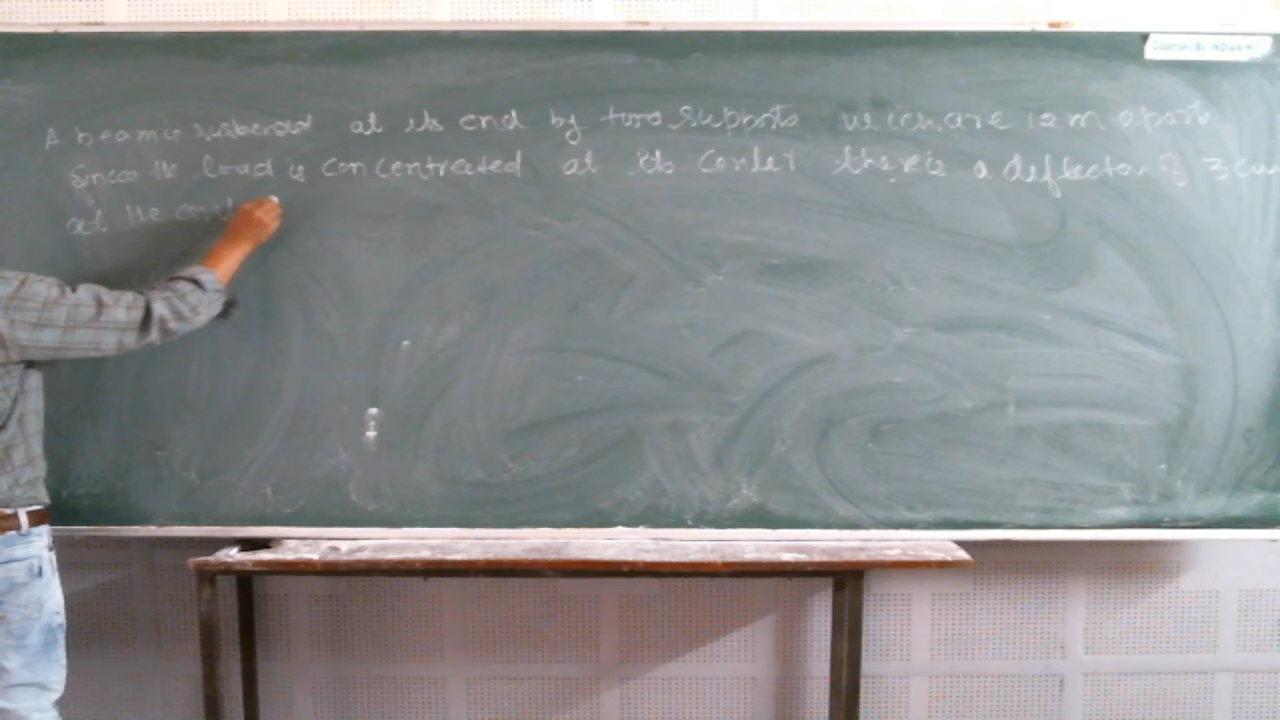 A beam is suspended at its end by two supports which are 12 m apart
Since the load is concentrated at its center there is a deflection of 3 cm
at the